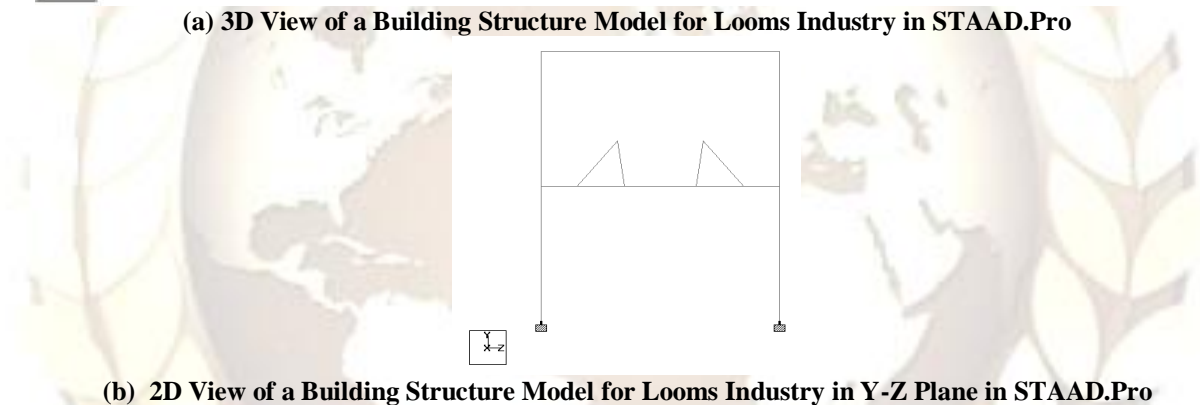 (a) 3D View of a Building Structure Model for Looms Industry in STAAD.Pro
Y
X Z
(b) 2D View of a Building Structure Model for Looms Industry in Y-Z Plane in STAAD.Pro